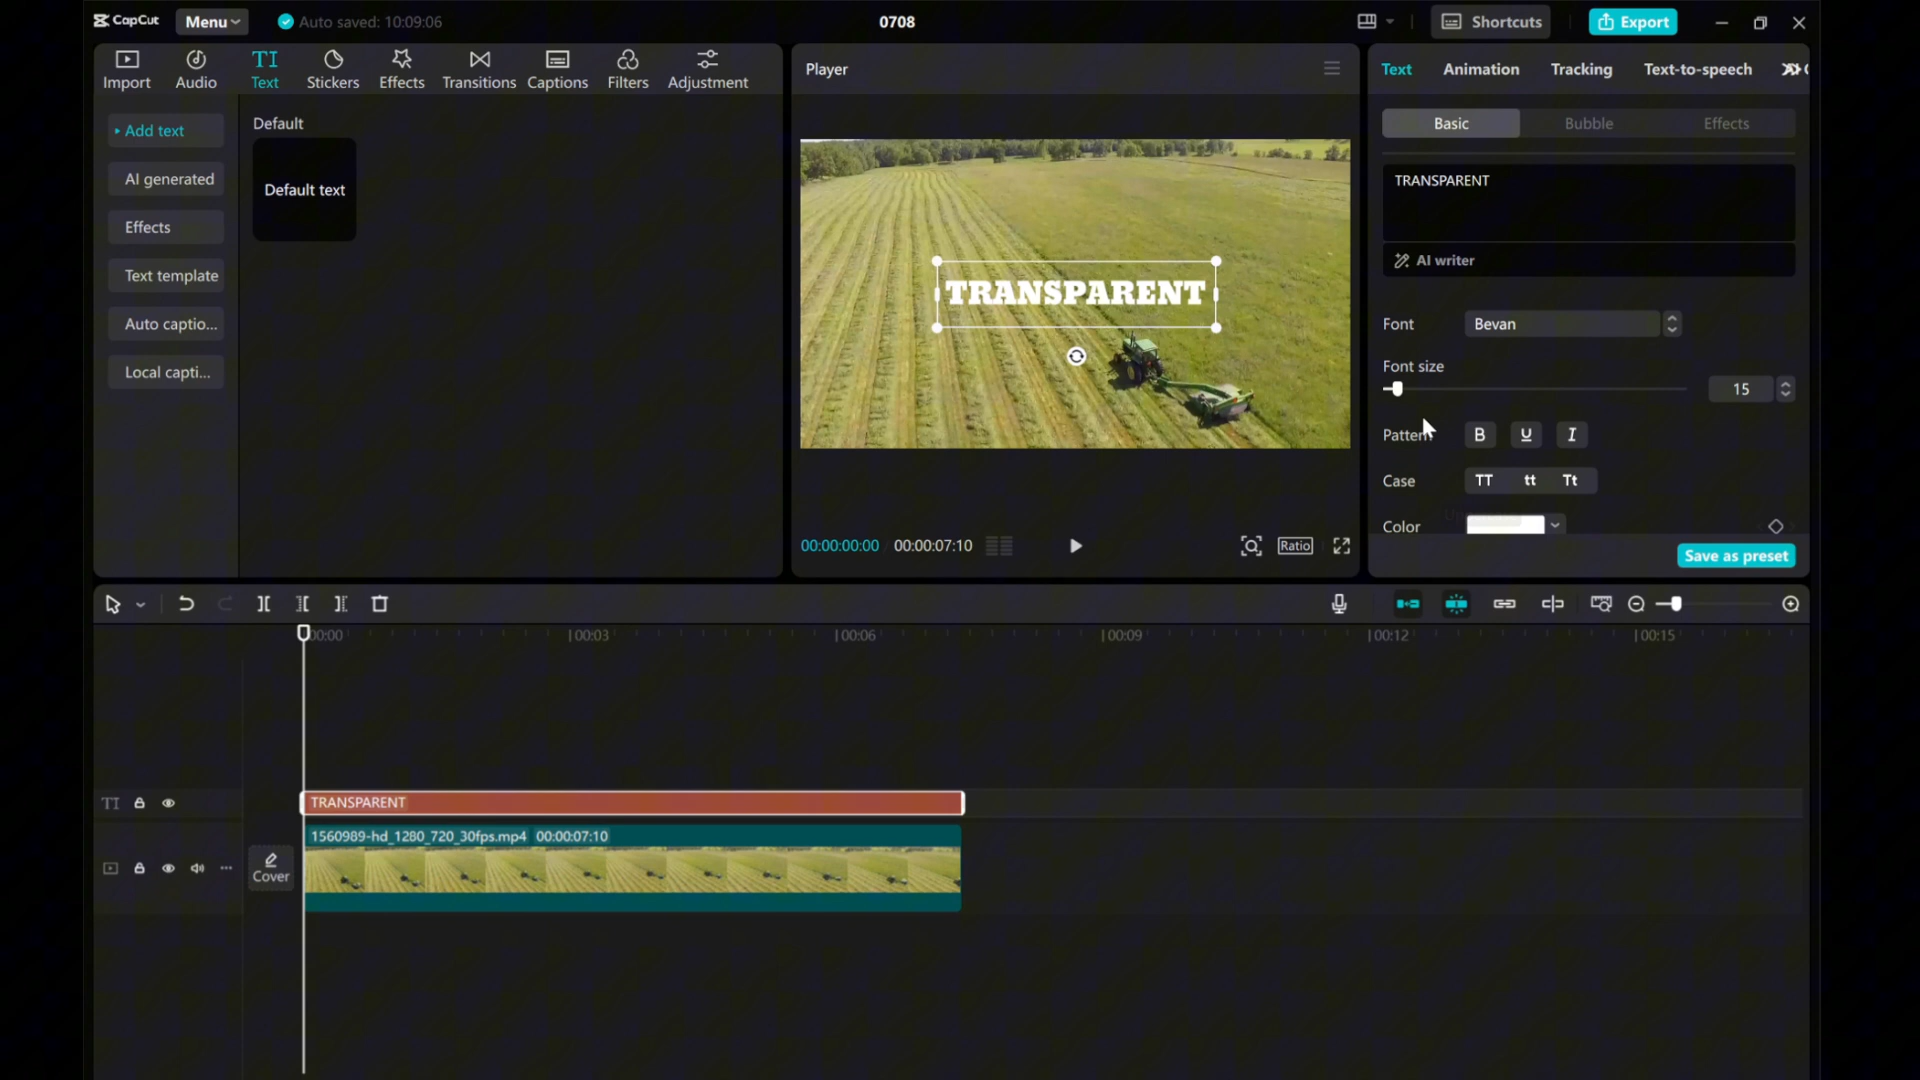 CapCut
Menu
Auto saved: 10:09:06
0708
Shortcuts
Export
Import
Audio
TI
Text
Stickers
Effects
Transitions
Captions
Filters
Adjustment
Add text
AI generated
Effects
Text template
Auto captio...
Local capti...
Default
Default text
Player
TRANSPARENT
00:00:00:00
00:00:07:10
Ratio
Text
Animation
Tracking
Text-to-speech
Basic
Bubble
Effects
TRANSPARENT
AI writer
Font
Bevan
Font size
15
Pattern
B
U
I
Case
TT
tt
Tt
Color
Save as preset
00:00
00:03
00:06
00:09
00:12
00:15
TI
TRANSPARENT
1560989-hd_1280_720_30fps.mp4 00:00:07:10
Cover